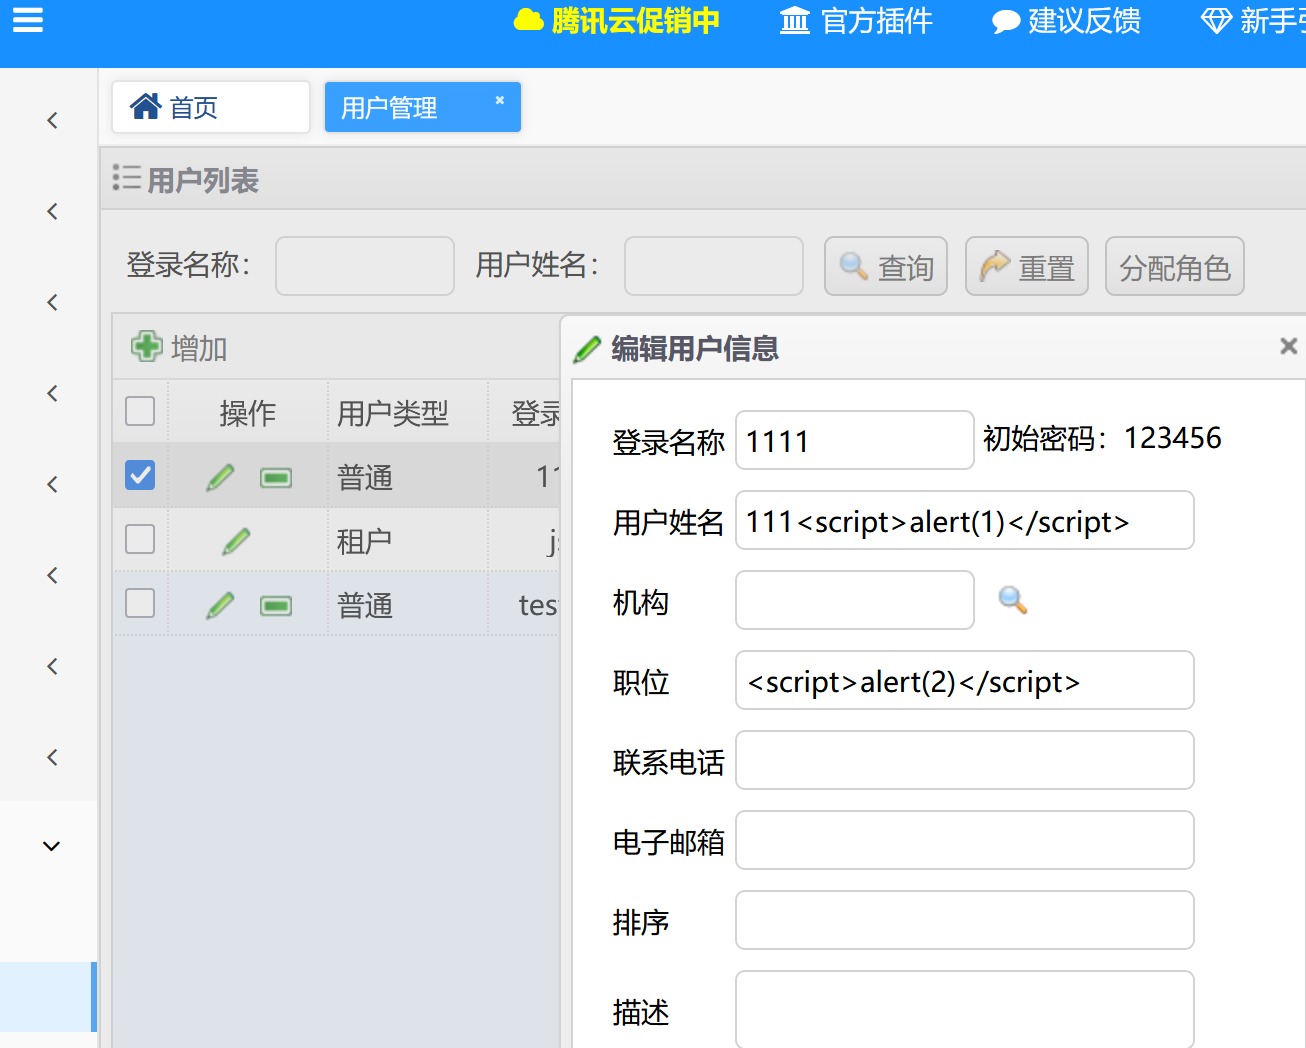 腾讯云促销中 官方插件 建议反馈 新手
首页 用户管理
用户列表
登录名称： 用户姓名： 查询 重置 分配角色
增加
操作 用户类型 登录
普通 11
租户
普通 tes
编辑用户信息
登录名称 1111 初始密码：123456
用户姓名 111<script>alert(1)</script>
机构
职位 <script>alert(2)</script>
联系电话
电子邮箱
排序
描述